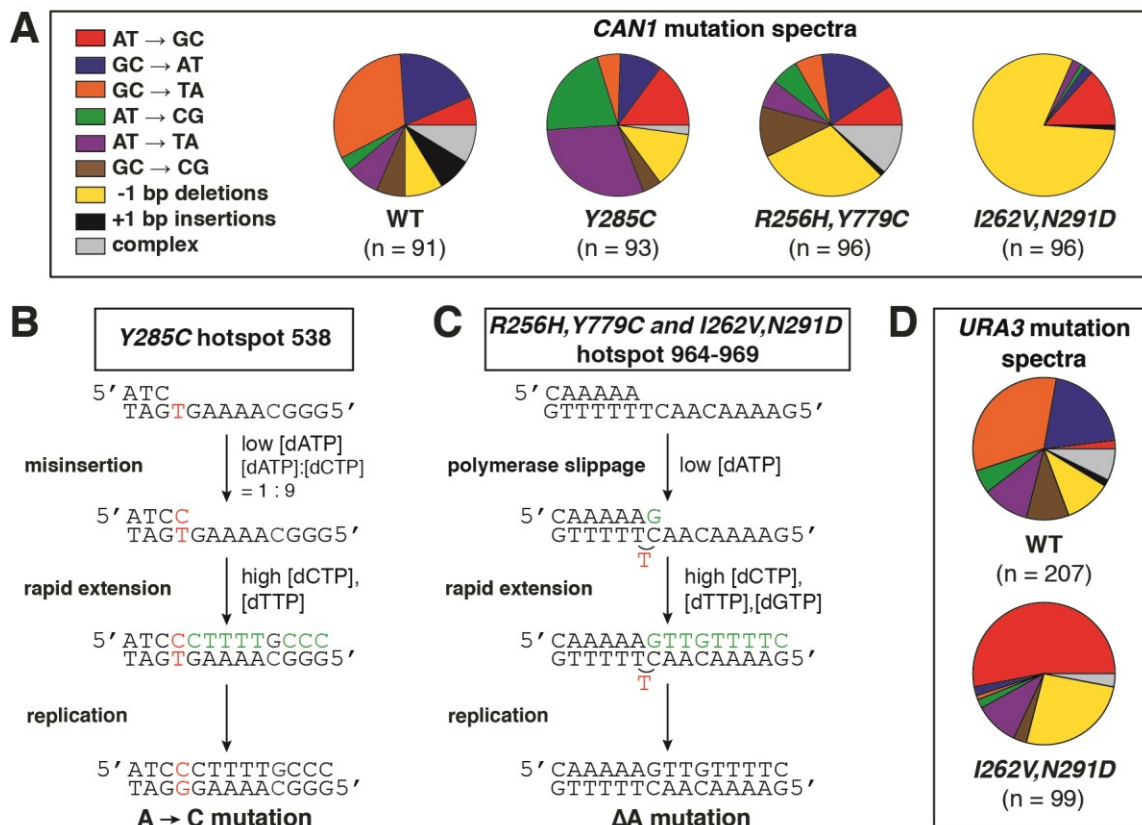 A
CAN1 mutation spectra
AT → GC
GC → AT
GC → TA
AT → CG
AT → TA
GC → CG
-1 bp deletions
+1 bp insertions
complex
WT
(n = 91)
Y285C
(n = 93)
R256H,Y779C
(n = 96)
I262V,N291D
(n = 96)
B
Y285C hotspot 538
5′ATC
TAGTGAAAACGGG5′
misinsertion
low [dATP]
[dATP]:[dCTP]
= 1 : 9
5′ATCC
TAGTGAAAACGGG5′
rapid extension
high [dCTP],
[dTTP]
5′ATCCCTTTTGCCC
TAGTGAAAACGGG5′
replication
5′ATCCCTTTTGCCC
TAGGGAAAACGGG5′
A → C mutation
C
R256H,Y779C and I262V,N291D
hotspot 964-969
5′CAAAAA
GTTTTTTCAACAAAAG5′
polymerase slippage
low [dATP]
5′CAAAAAG
GTTTTTCAACAAAAG5′
T
rapid extension
high [dCTP],
[dTTP],[dGTP]
5′CAAAAAGTTGTTTTC
GTTTTTCAACAAAAG5′
T
replication
5′CAAAAAGTTGTTTTC
GTTTTTCAACAAAAG5′
ΔA mutation
D
URA3 mutation
spectra
WT
(n = 207)
I262V,N291D
(n = 99)